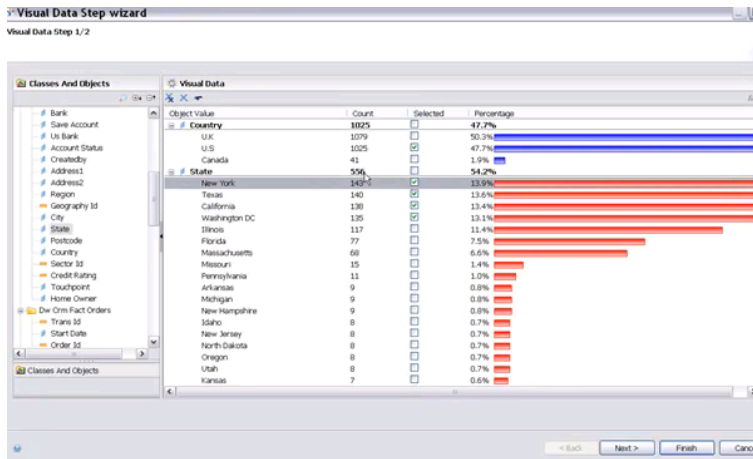 Visual Data Step wizard
Visual Data Step 1/2
Classes And Objects
Bank
Save Account
Us Bank
Account Status
Createdby
Address1
Address2
Region
Geography Id
City
State
Postcode
Country
Sector Id
Credit Rating
Touchpoint
Home Owner
Dw Crm Fact Orders
Trans Id
Start Date
Order Id
Classes And Objects
Visual Data
Object Value Count Selected Percentage
Country 1025 47.7%
U.K 1079 50.3%
U.S 1025 47.7%
Canada 41 1.9%
State 556 54.2%
New York 143 13.9%
Texas 140 13.6%
California 138 13.4%
Washington DC 135 13.1%
Illinois 117 11.4%
Florida 77 7.5%
Massachusetts 68 6.6%
Missouri 15 1.4%
Pennsylvania 11 1.0%
Arkansas 9 0.8%
Michigan 9 0.8%
New Hampshire 9 0.8%
Idaho 8 0.7%
New Jersey 8 0.7%
North Dakota 8 0.7%
Oregon 8 0.7%
Utah 8 0.7%
Kansas 7 0.6%
< Back Next > Finish Canc